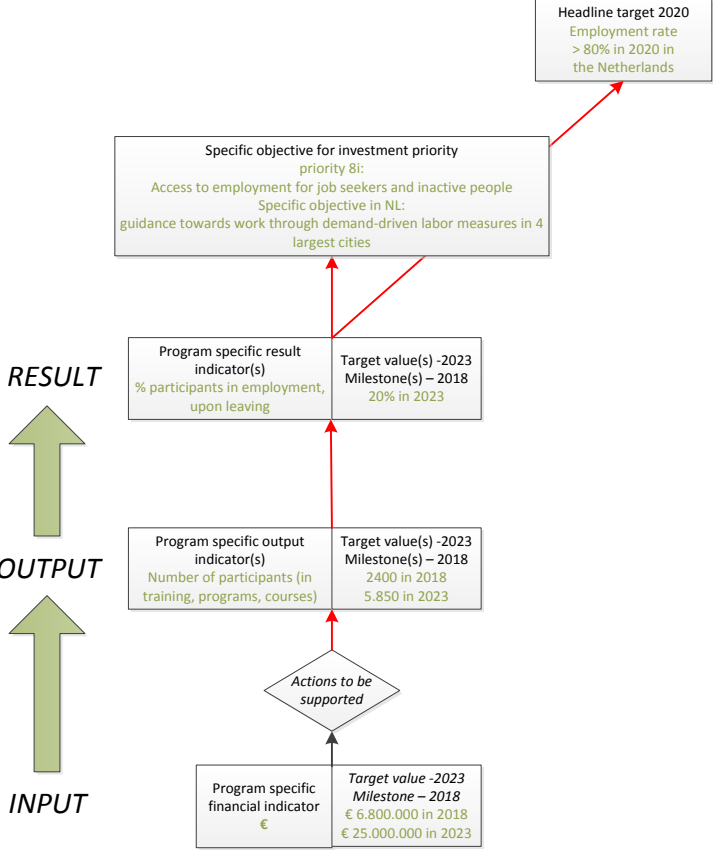 Headline target 2020
Employment rate
> 80% in 2020 in
the Netherlands
Specific objective for investment priority
priority 8i:
Access to employment for job seekers and inactive people
Specific objective in NL:
guidance towards work through demand-driven labor measures in 4
largest cities
RESULT
Program specific result
indicator(s)
% participants in employment,
upon leaving
Target value(s) -2023
Milestone(s) – 2018
20% in 2023
OUTPUT
Program specific output
indicator(s)
Number of participants (in
training, programs, courses)
Target value(s) -2023
Milestone(s) – 2018
2400 in 2018
5.850 in 2023
Actions to be
supported
INPUT
Program specific
financial indicator
€
Target value -2023
Milestone – 2018
€ 6.800.000 in 2018
€ 25.000.000 in 2023